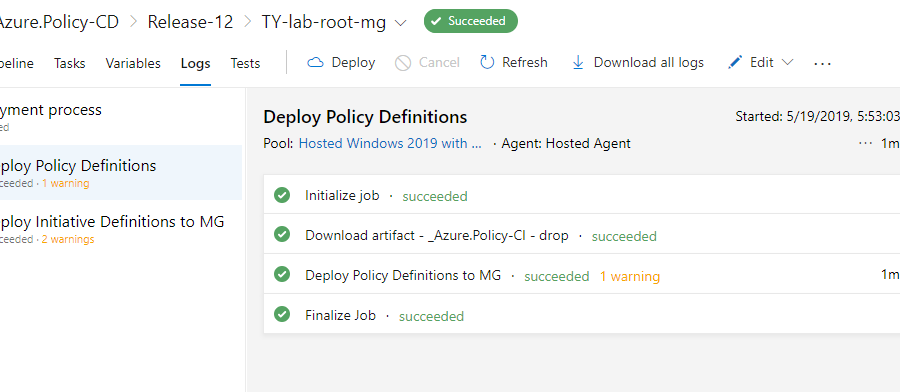 Azure.Policy-CD > Release-12 > TY-lab-root-mg Succeeded
peline Tasks Variables Logs Tests Deploy Cancel Refresh Download all logs Edit ...
yment process
ed
ploy Policy Definitions
ceeded · 1 warning
ploy Initiative Definitions to MG
ceeded · 2 warnings
Deploy Policy Definitions
Started: 5/19/2019, 5:53:03
Pool: Hosted Windows 2019 with ... · Agent: Hosted Agent
... 1m
Initialize job · succeeded
Download artifact - _Azure.Policy-CI - drop · succeeded
Deploy Policy Definitions to MG · succeeded 1 warning
1m
Finalize Job · succeeded